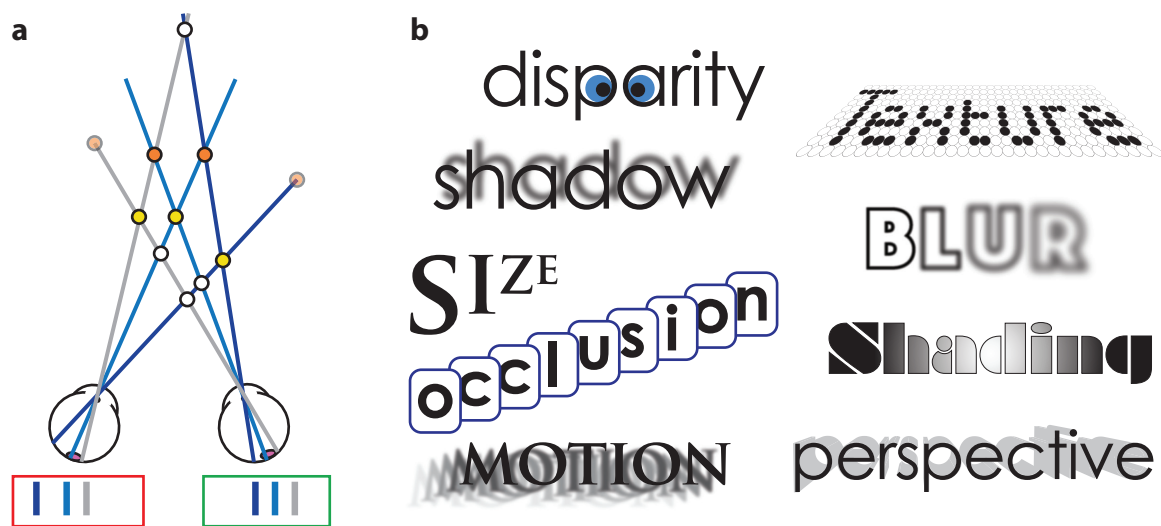 a
b
disparity
shadow
SIZE
occlusion
MOTION
Texture
BLUR
Shading
perspective